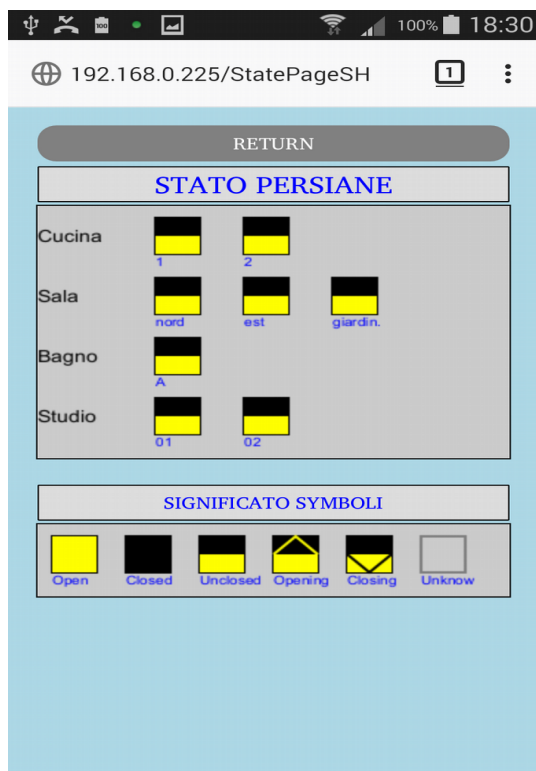 100
100% 18:30
192.168.0.225/StatePageSH 1
RETURN
STATO PERSIANE
Cucina
1 2
Sala
nord est giardin.
Bagno
A
Studio
01 02
SIGNIFICATO SYMBOLI
Open Closed Unclosed Opening Closing Unknow